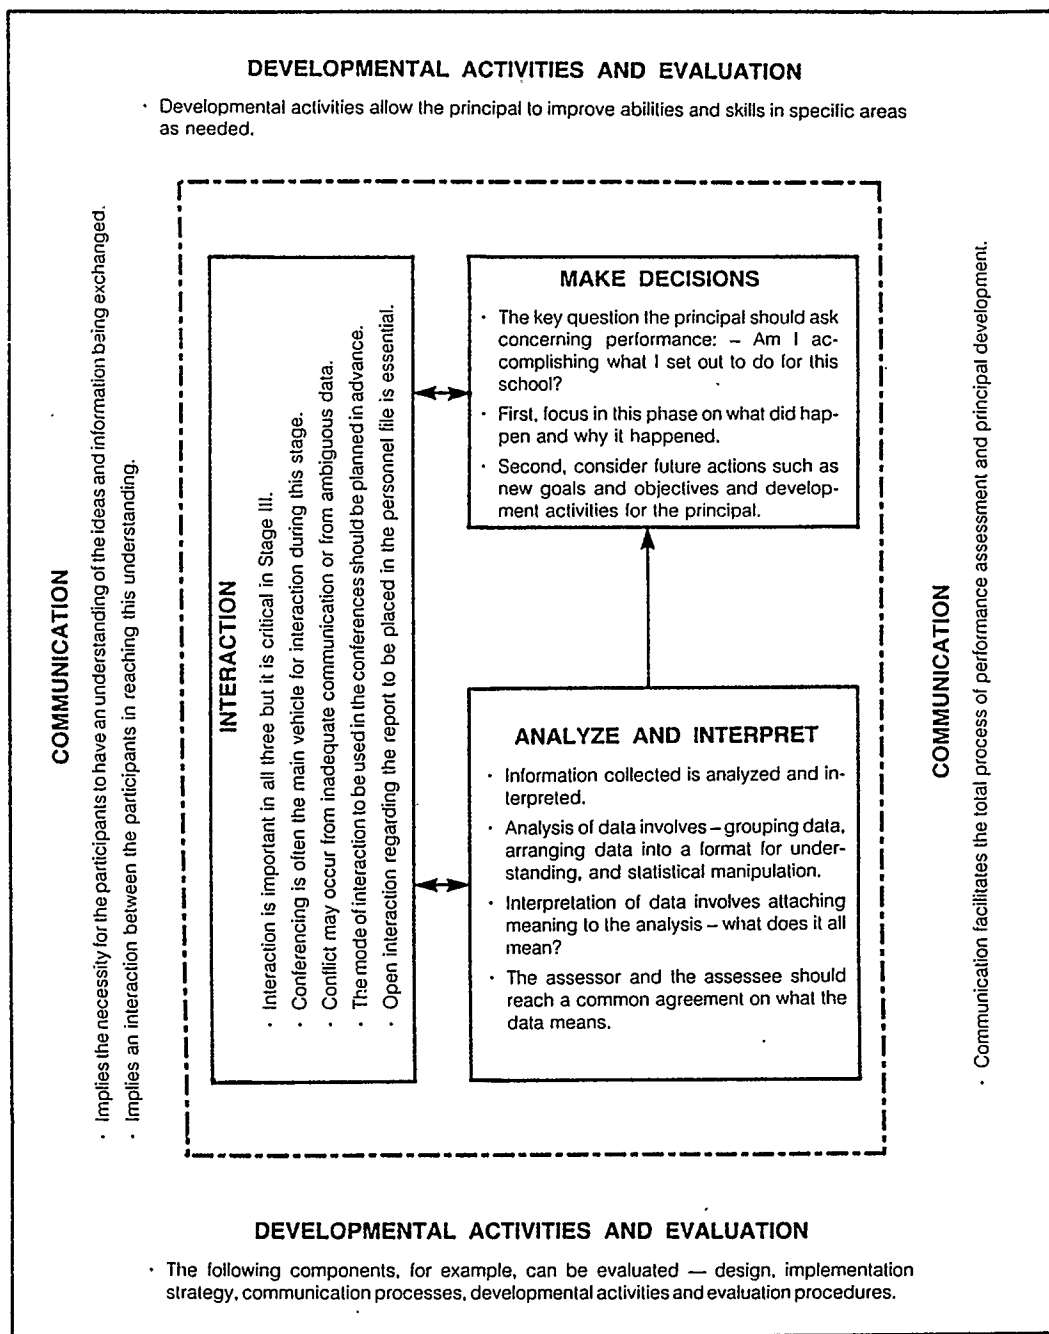 DEVELOPMENTAL ACTIVITIES AND EVALUATION
· Developmental activities allow the principal to improve abilities and skills in specific areas
as needed.
COMMUNICATION
· Implies the necessity for the participants to have an understanding of the ideas and information being exchanged.
· Implies an interaction between the participants in reaching this understanding.
INTERACTION
· Interaction is important in all three but it is critical in Stage III.
· Conferencing is often the main vehicle for interaction during this stage.
· Conflict may occur from inadequate communication or from ambiguous data.
· The mode of interaction to be used in the conferences should be planned in advance.
· Open interaction regarding the report to be placed in the personnel file is essential.
MAKE DECISIONS
· The key question the principal should ask
concerning performance: – Am I ac-
complishing what I set out to do for this
school?
· First, focus in this phase on what did hap-
pen and why it happened.
· Second, consider future actions such as
new goals and objectives and develop-
ment activities for the principal.
ANALYZE AND INTERPRET
· Information collected is analyzed and in-
terpreted.
· Analysis of data involves – grouping data,
arranging data into a format for under-
standing, and statistical manipulation.
· Interpretation of data involves attaching
meaning to the analysis – what does it all
mean?
· The assessor and the assessee should
reach a common agreement on what the
data means.
COMMUNICATION
· Communication facilitates the total process of performance assessment and principal development.
DEVELOPMENTAL ACTIVITIES AND EVALUATION
· The following components, for example, can be evaluated — design, implementation
strategy, communication processes, developmental activities and evaluation procedures.